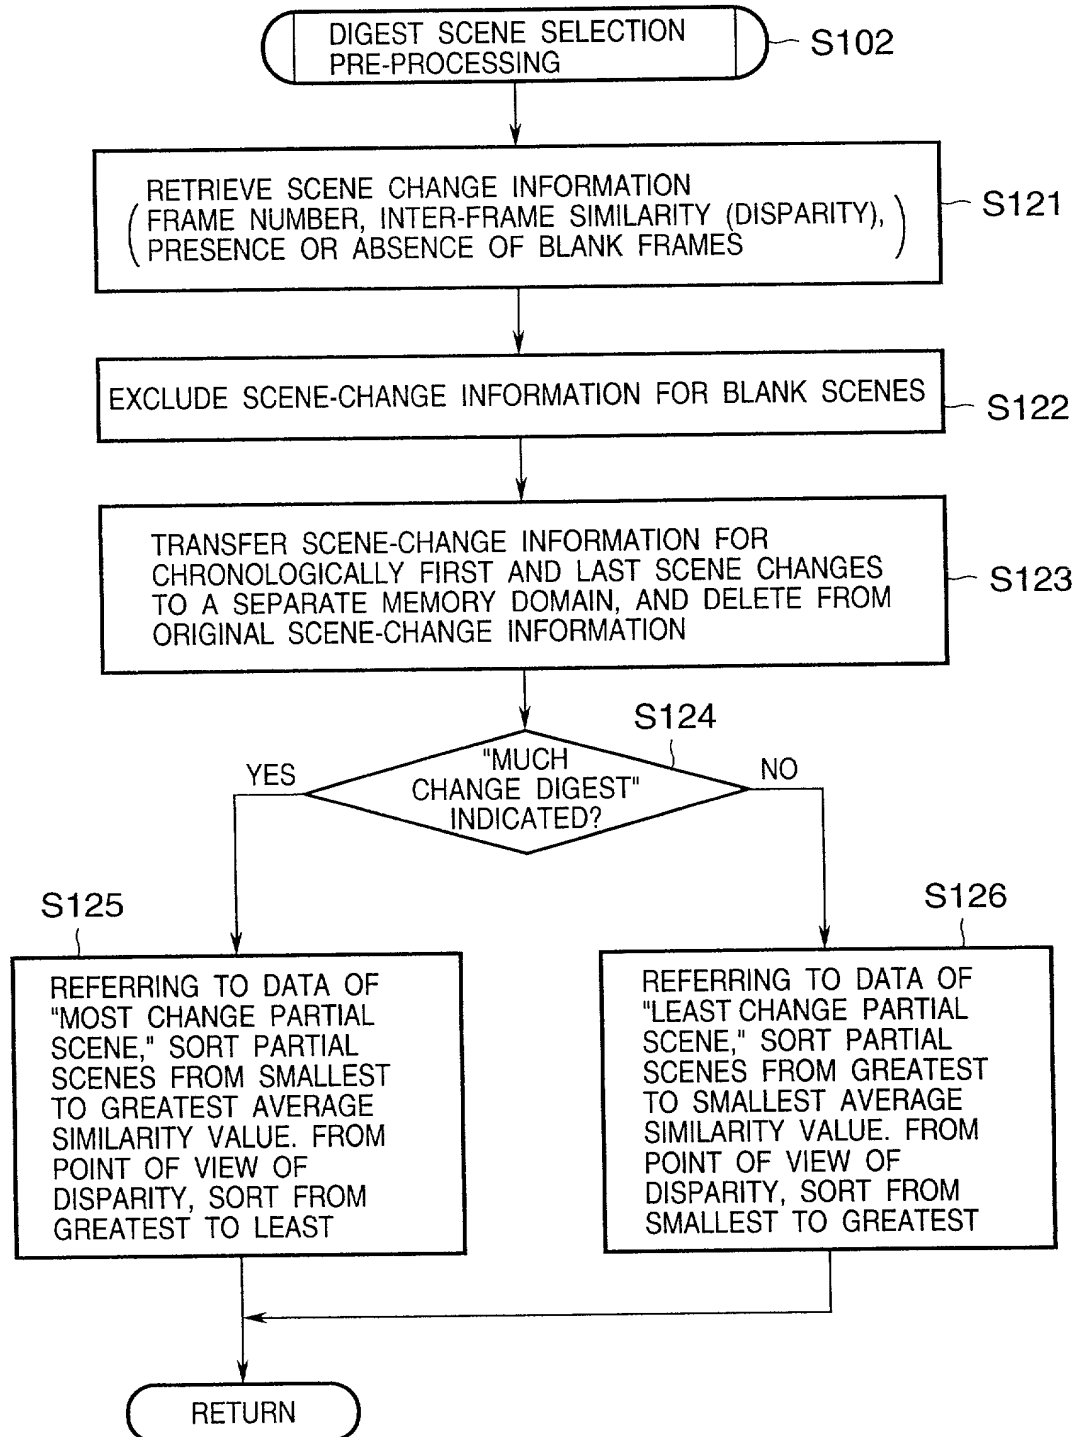 DIGEST SCENE SELECTION
PRE-PROCESSING
S102
RETRIEVE SCENE CHANGE INFORMATION
(FRAME NUMBER, INTER-FRAME SIMILARITY (DISPARITY),
PRESENCE OR ABSENCE OF BLANK FRAMES)
S121
EXCLUDE SCENE-CHANGE INFORMATION FOR BLANK SCENES
S122
TRANSFER SCENE-CHANGE INFORMATION FOR
CHRONOLOGICALLY FIRST AND LAST SCENE CHANGES
TO A SEPARATE MEMORY DOMAIN, AND DELETE FROM
ORIGINAL SCENE-CHANGE INFORMATION
S123
S124
"MUCH
CHANGE DIGEST"
INDICATED?
YES
NO
S125
REFERRING TO DATA OF
"MOST CHANGE PARTIAL
SCENE," SORT PARTIAL
SCENES FROM SMALLEST
TO GREATEST AVERAGE
SIMILARITY VALUE. FROM
POINT OF VIEW OF
DISPARITY, SORT FROM
GREATEST TO LEAST
S126
REFERRING TO DATA OF
"LEAST CHANGE PARTIAL
SCENE," SORT PARTIAL
SCENES FROM GREATEST
TO SMALLEST AVERAGE
SIMILARITY VALUE. FROM
POINT OF VIEW OF
DISPARITY, SORT FROM
SMALLEST TO GREATEST
RETURN